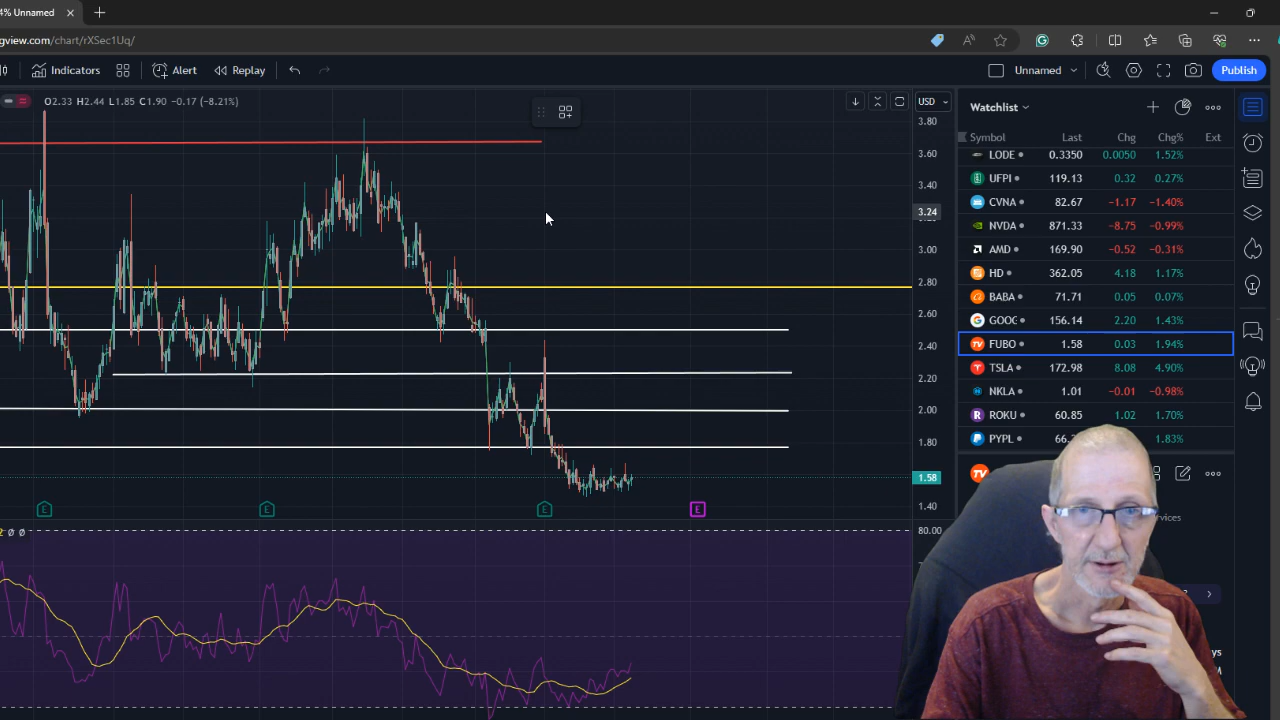 4% Unnamed
gview.com/chart/rXSec1Uq/
Indicators Alert Replay Unnamed Publish
O2.33 H2.44 L1.85 C1.90 −0.17 (−8.21%)
USD
3.80
3.60
3.40
3.24
3.00
2.80
2.60
2.40
2.20
2.00
1.80
1.58
1.40
E E E E
80.00
2 Ø Ø
Watchlist
Symbol Last Chg Chg% Ext
LODE 0.3350 0.0050 1.52%
UFPI 119.13 0.32 0.27%
CVNA 82.67 −1.17 −1.40%
NVDA 871.33 −8.75 −0.99%
AMD 169.90 −0.52 −0.31%
HD 362.05 4.18 1.17%
BABA 71.71 0.05 0.07%
GOOG 156.14 2.20 1.43%
FUBO 1.58 0.03 1.94%
TSLA 172.98 8.08 4.90%
NKLA 1.01 −0.01 −0.98%
ROKU 60.85 1.02 1.70%
PYPL 66. 1.83%
TV
vices
ys
M